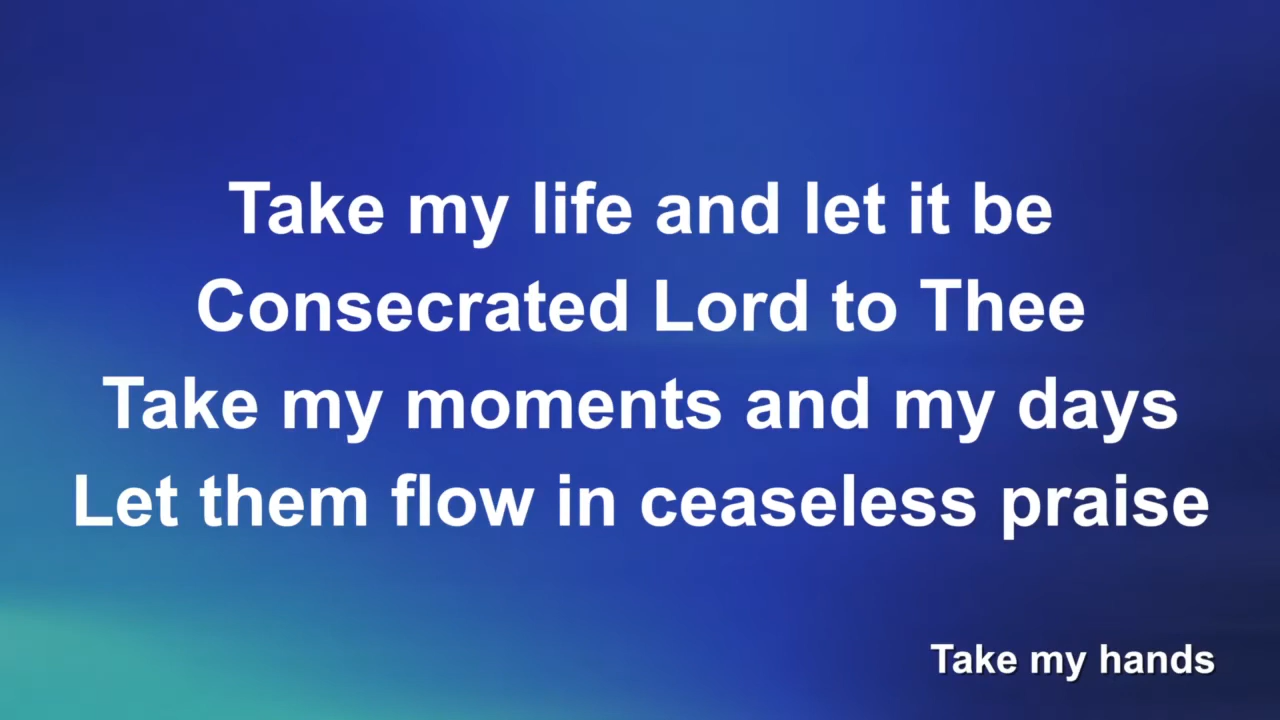 Take my life and let it be
Consecrated Lord to Thee
Take my moments and my days
Let them flow in ceaseless praise
Take my hands